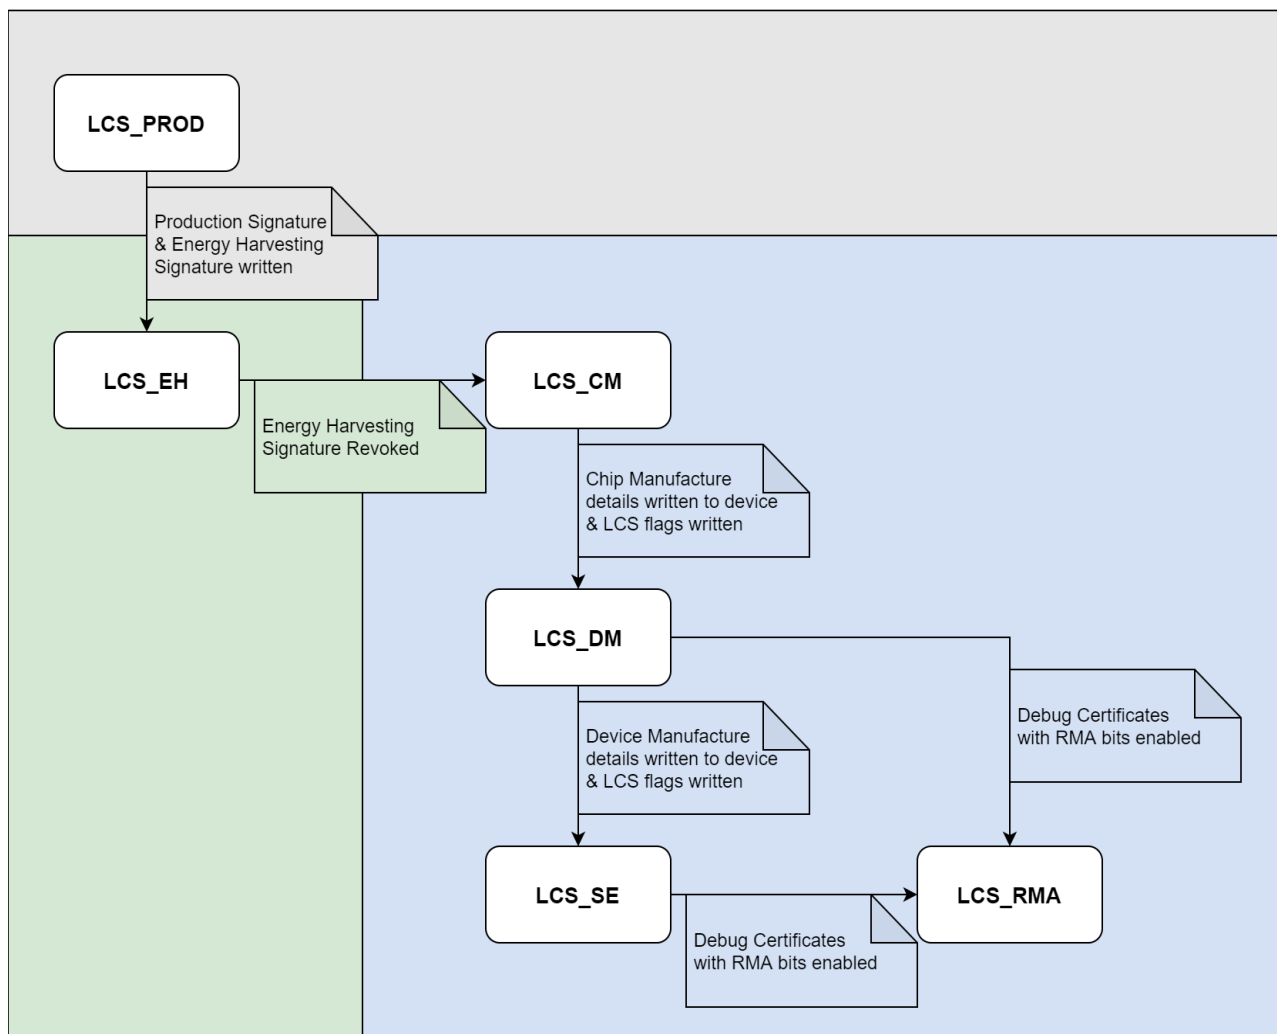 LCS_PROD
Production Signature
& Energy Harvesting
Signature written
LCS_EH
LCS_CM
Energy Harvesting
Signature Revoked
Chip Manufacture
details written to device
& LCS flags written
LCS_DM
Debug Certificates
with RMA bits enabled
Device Manufacture
details written to device
& LCS flags written
LCS_SE
LCS_RMA
Debug Certificates
with RMA bits enabled